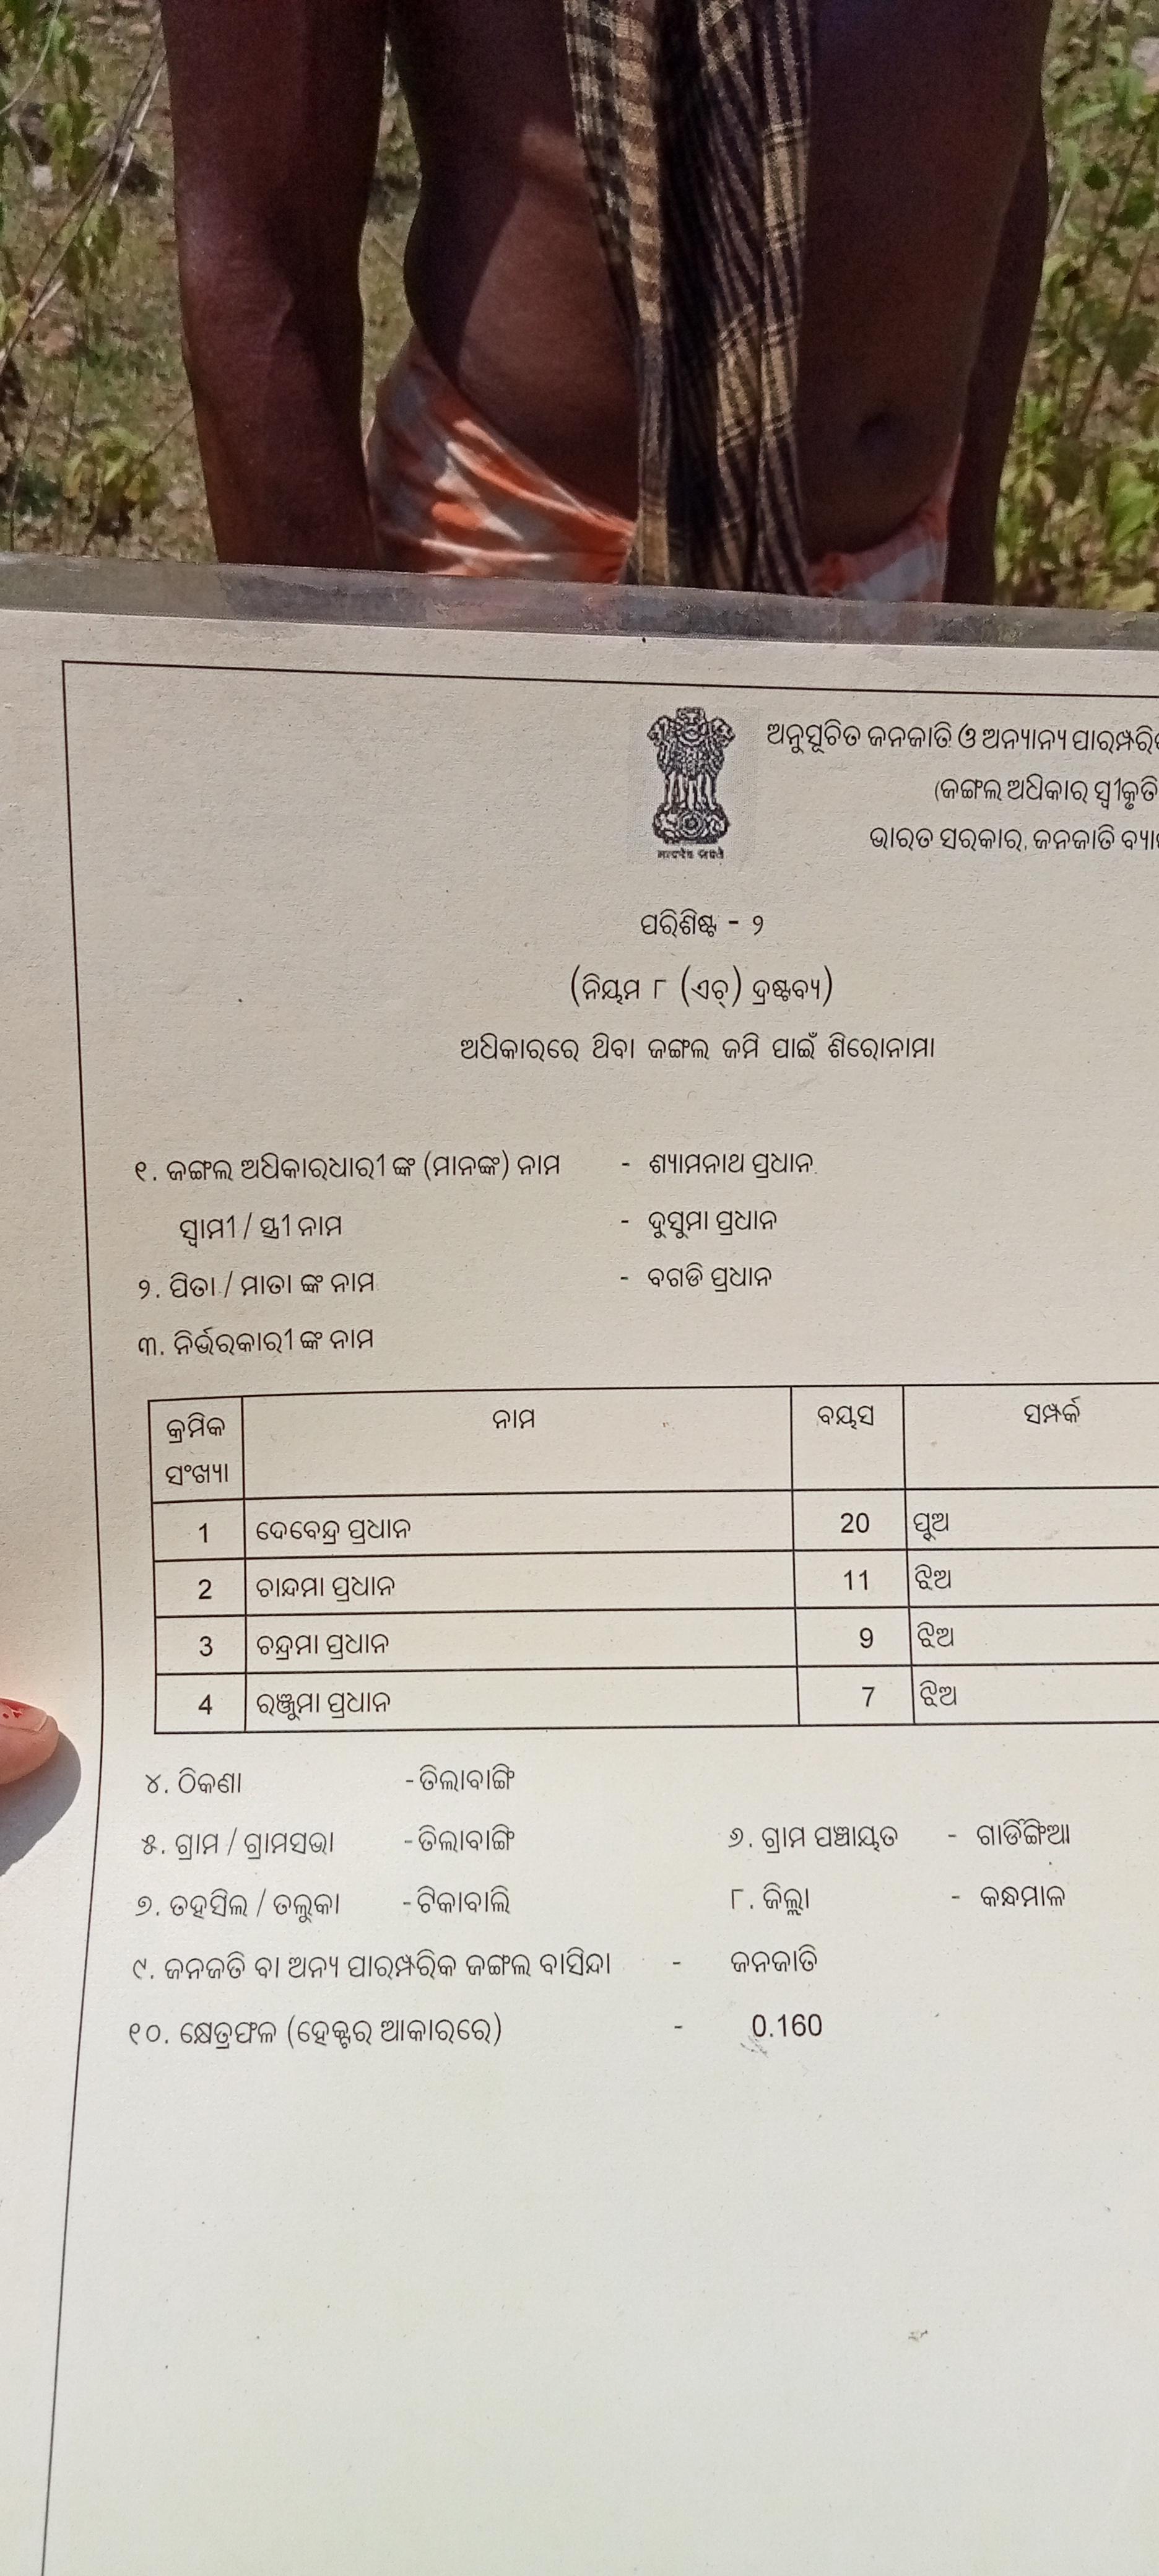 ଅନୁସୂଚିତ ଜନଜାତି ଓ ଅନ୍ୟାନ୍ୟ
(ଜଙ୍ଗଲ ଅଧିକାର ସ୍ୱୀକୃତି
ଭାରତ ସରକାର, ଜନଜାତି
ପରିଶିଷ୍ଟ - ୨
(ନିୟମ ୮ (ଏଚ୍) ଦ୍ରଷ୍ଟବ୍ୟ)
ଅଧିକାରରେ ଥିବା ଜଙ୍ଗଲ ଜମି ପାଇଁ ଶିରୋନାମା
୧. ଜଙ୍ଗଲ ଅଧିକାରଧାରୀ ଙ୍କ (ମାନଙ୍କ) ନାମ - ଶ୍ୟାମନାଥ ପ୍ରଧାନ
ସ୍ୱାମୀ / ସ୍ତ୍ରୀ ନାମ - ଦୁସୁମା ପ୍ରଧାନ
୨. ପିତା / ମାତା ଙ୍କ ନାମ - ବଗଡି ପ୍ରଧାନ
୩. ନିର୍ଭରକାରୀ ଙ୍କ ନାମ
କ୍ରମିକ ସଂଖ୍ୟା ନାମ ବୟସ ସମ୍ପର୍କ
1 ଦେବେନ୍ଦ୍ର ପ୍ରଧାନ 20 ପୁଅ
2 ଚାନ୍ଦମା ପ୍ରଧାନ 11 ଝିଅ
3 ଚନ୍ଦ୍ରମା ପ୍ରଧାନ 9 ଝିଅ
4 ରଞ୍ଜୁମା ପ୍ରଧାନ 7 ଝିଅ
୪. ଠିକଣା - ତିଲାବାଙ୍ଗି
୫. ଗ୍ରାମ / ଗ୍ରାମସଭା - ତିଲାବାଙ୍ଗି ୬. ଗ୍ରାମ ପଞ୍ଚାୟତ - ଗାର୍ଡିଙ୍ଗିଆ
୭. ତହସିଲ / ତଲୁକା - ଟିକାବାଲି ୮. ଜିଲ୍ଲା - କନ୍ଧମାଳ
୯. ଜନଜତି ବା ଅନ୍ୟ ପାରମ୍ପରିକ ଜଙ୍ଗଲ ବାସିନ୍ଦା - ଜନଜାତି
୧୦. କ୍ଷେତ୍ରଫଳ (ହେକ୍ଟର ଆକାରରେ) - 0.160